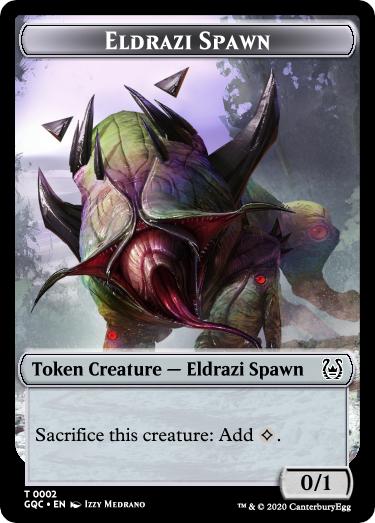 Eldrazi Spawn
Token Creature — Eldrazi Spawn
Sacrifice this creature: Add .
0/1
T 0002
GQC • EN Izzy Medrano
™ & © 2020 CanterburyEgg